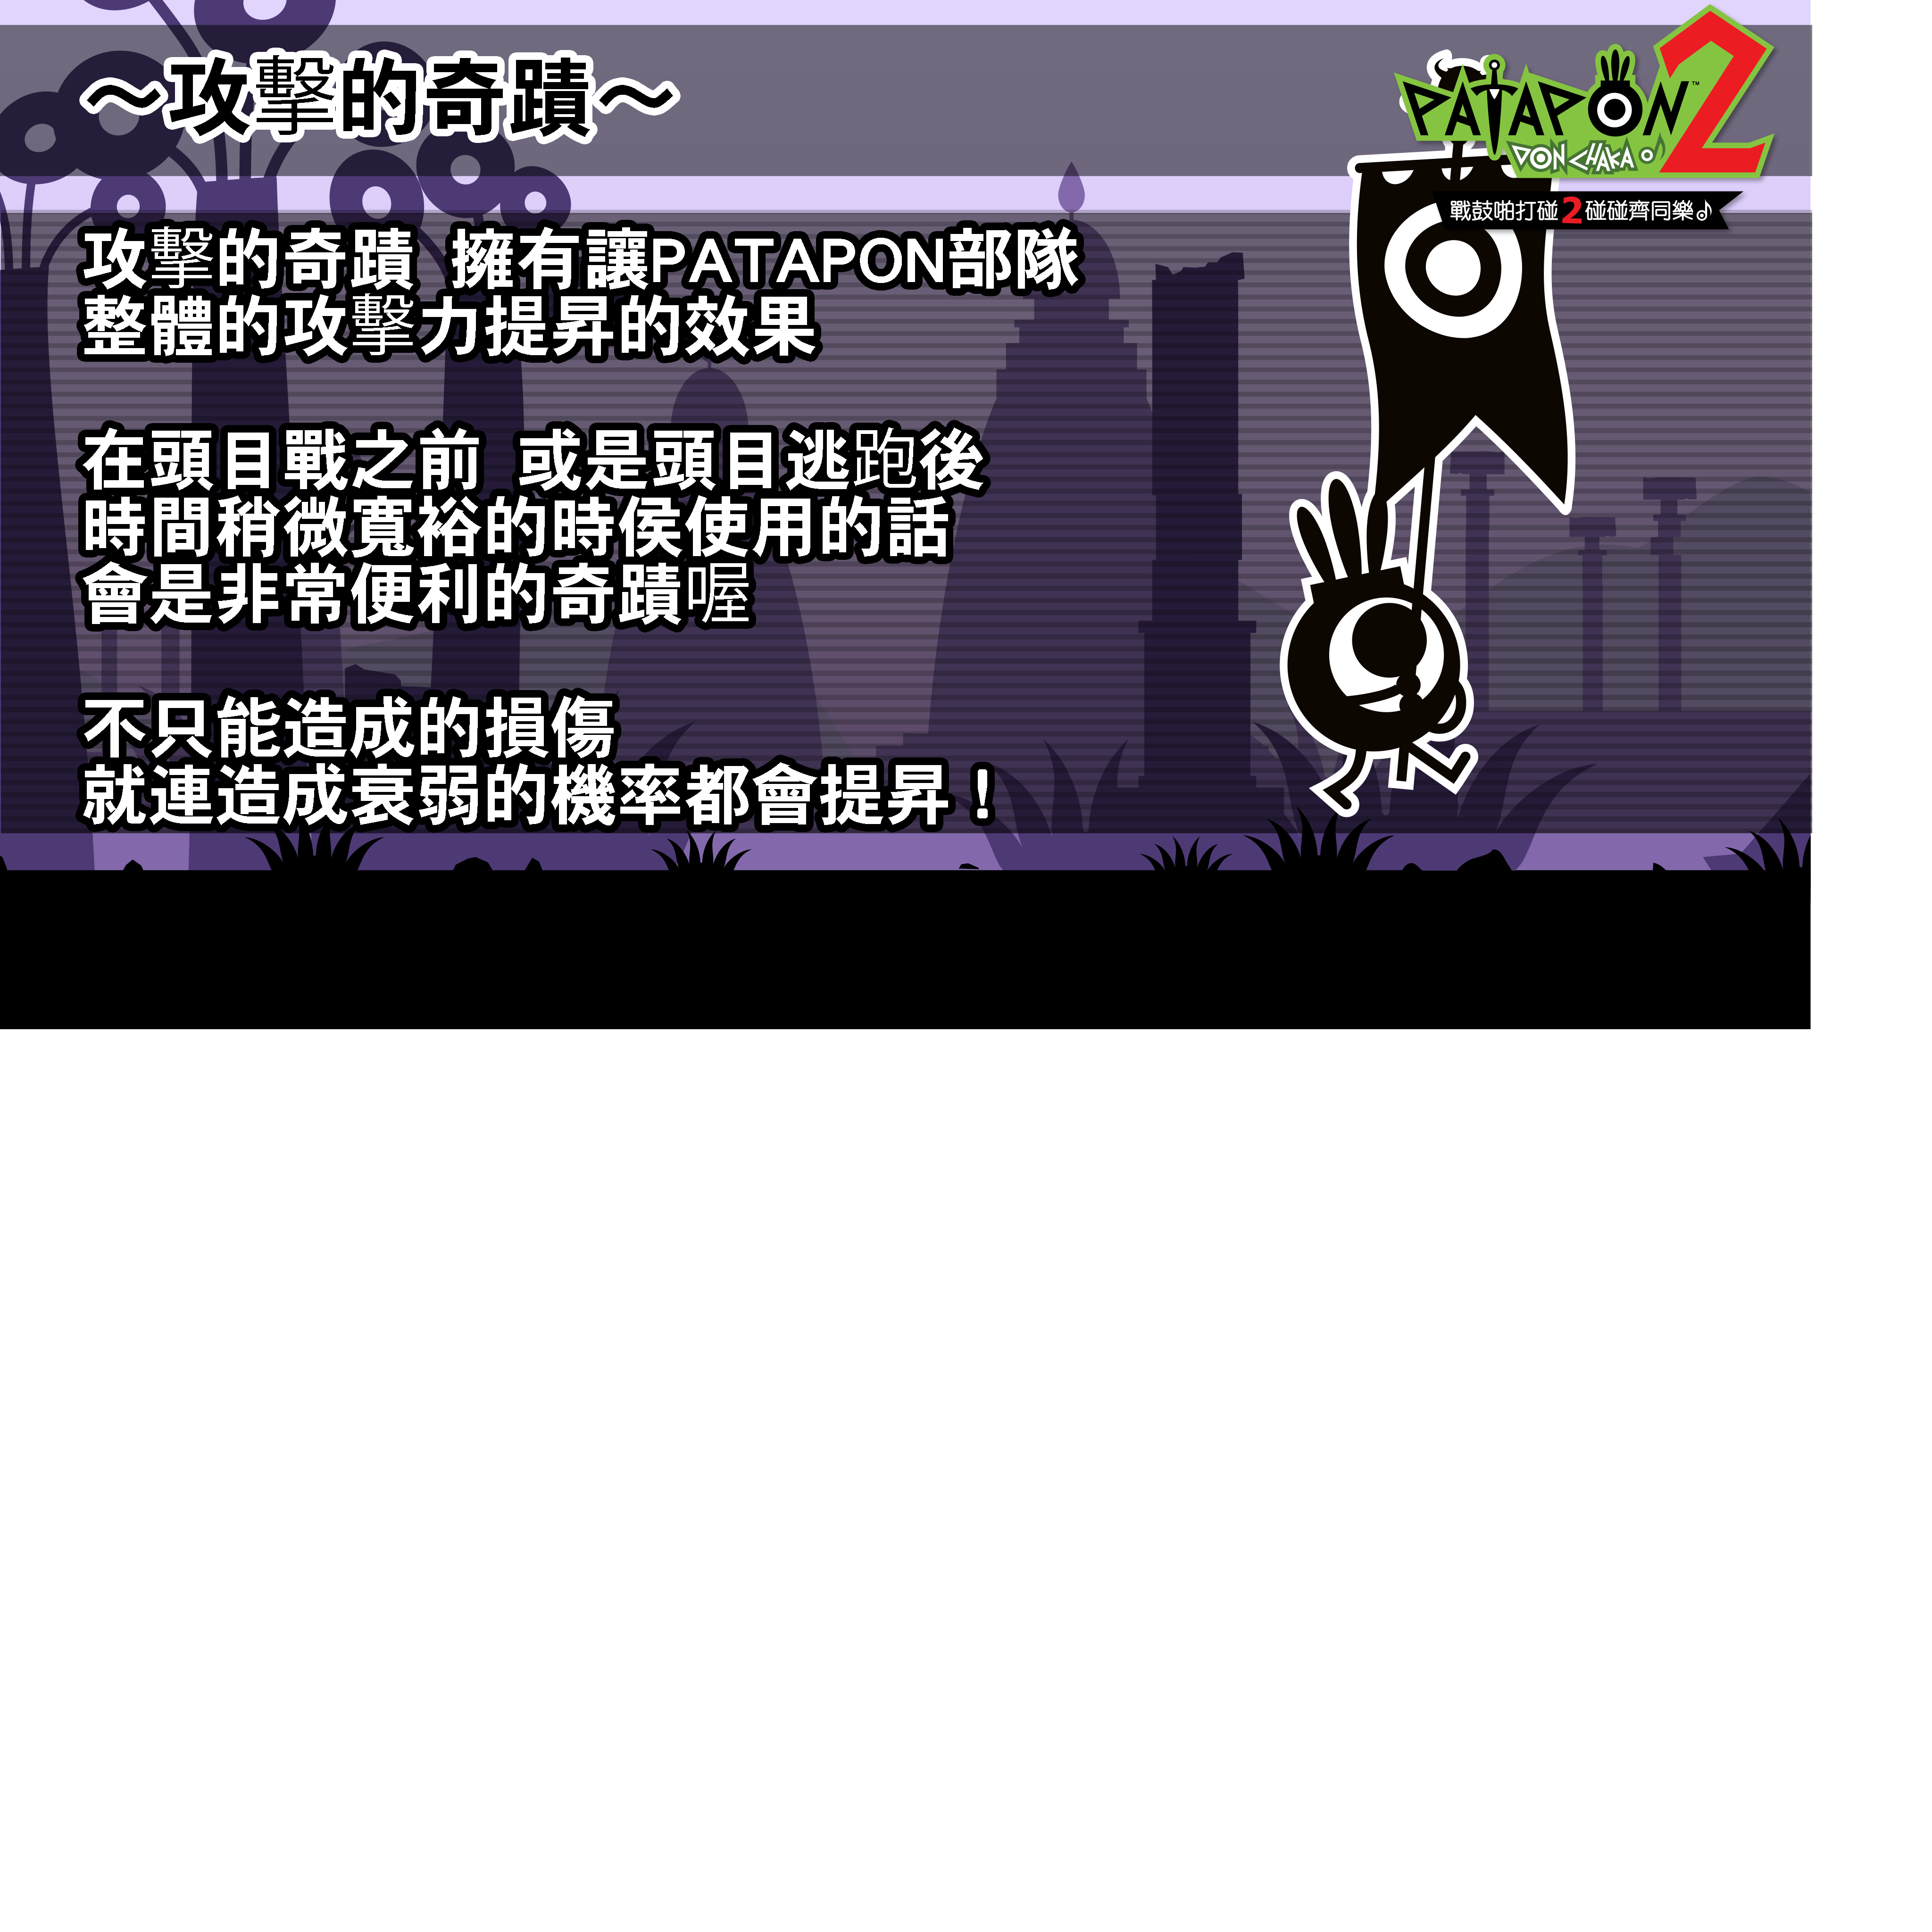 ～攻擊的奇蹟～
PATAPON 2™
DON CHAKA♪
戰鼓啪打碰2碰碰齊同樂♪
攻擊的奇蹟 擁有讓PATAPON部隊
整體的攻擊力提昇的效果
在頭目戰之前 或是頭目逃跑後
時間稍微寬裕的時侯使用的話
會是非常便利的奇蹟喔
不只能造成的損傷
就連造成衰弱的機率都會提昇！